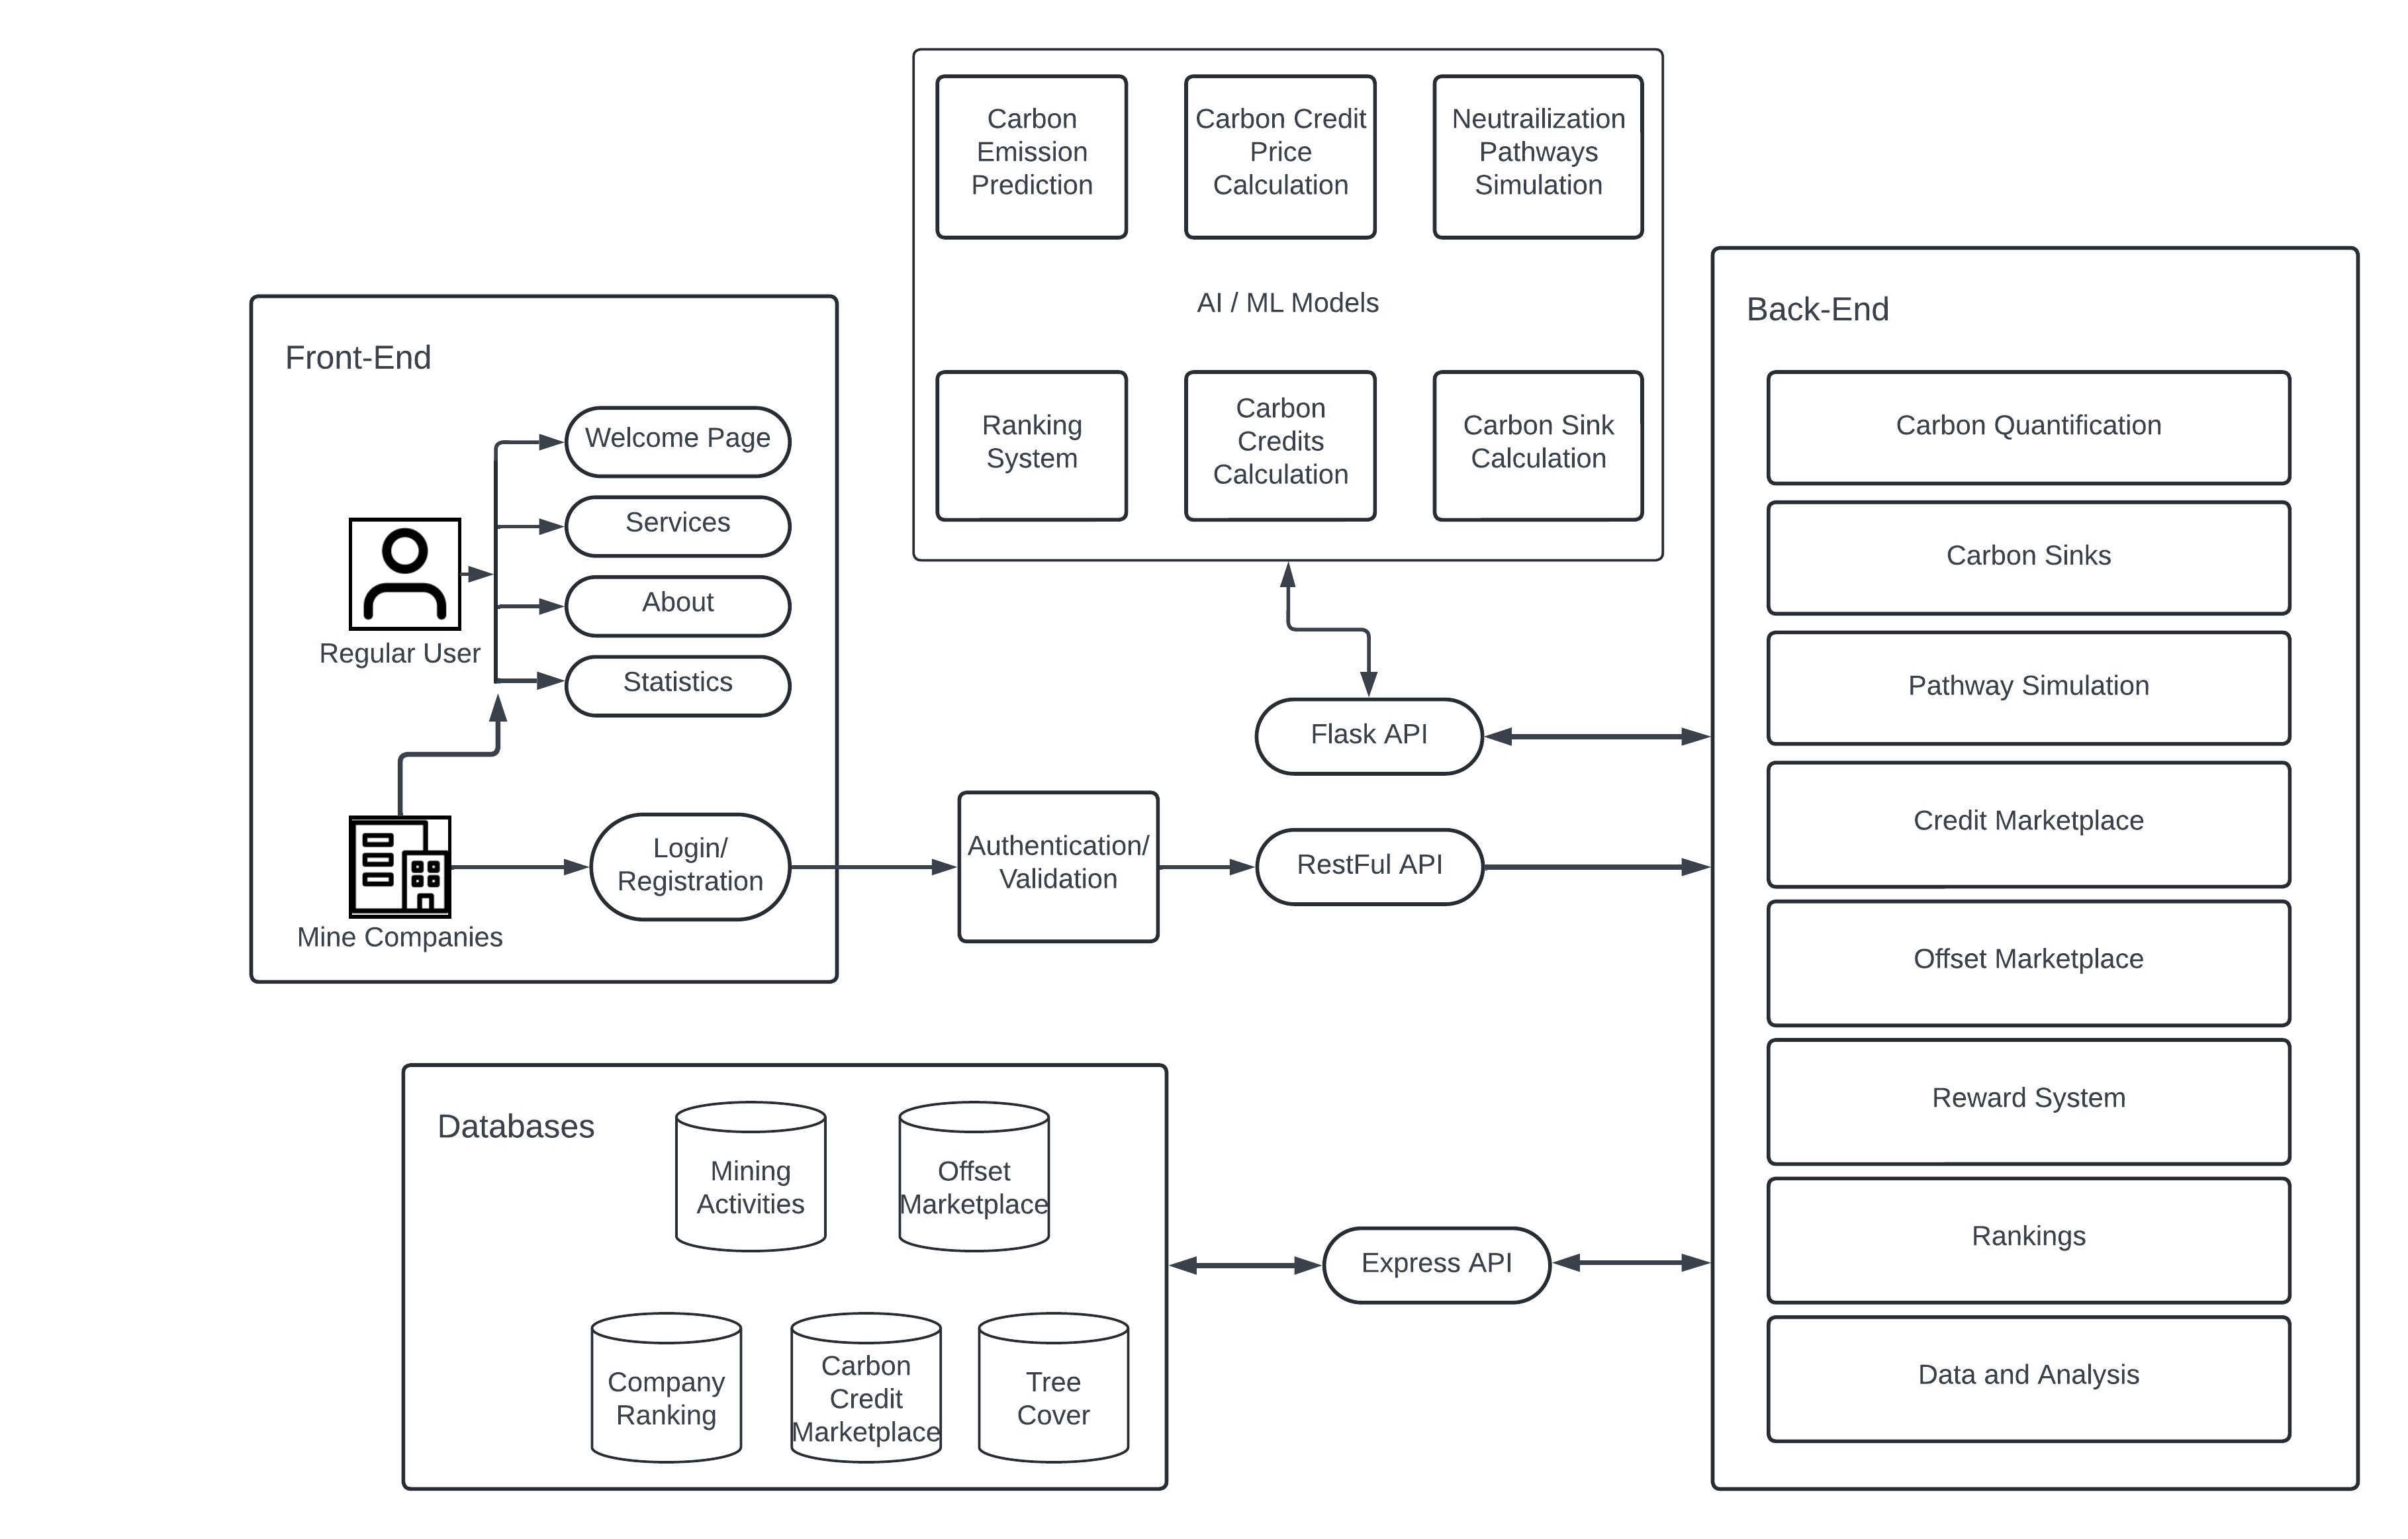 Carbon
Emission
Prediction
Carbon Credit
Price
Calculation
Neutrailization
Pathways
Simulation
AI / ML Models
Ranking
System
Carbon
Credits
Calculation
Carbon Sink
Calculation
Front-End
Welcome Page
Services
About
Statistics
Regular User
Login/
Registration
Mine Companies
Authentication/
Validation
Flask API
RestFul API
Back-End
Carbon Quantification
Carbon Sinks
Pathway Simulation
Credit Marketplace
Offset Marketplace
Reward System
Rankings
Data and Analysis
Databases
Mining
Activities
Offset
Marketplace
Company
Ranking
Carbon
Credit
Marketplace
Tree
Cover
Express API